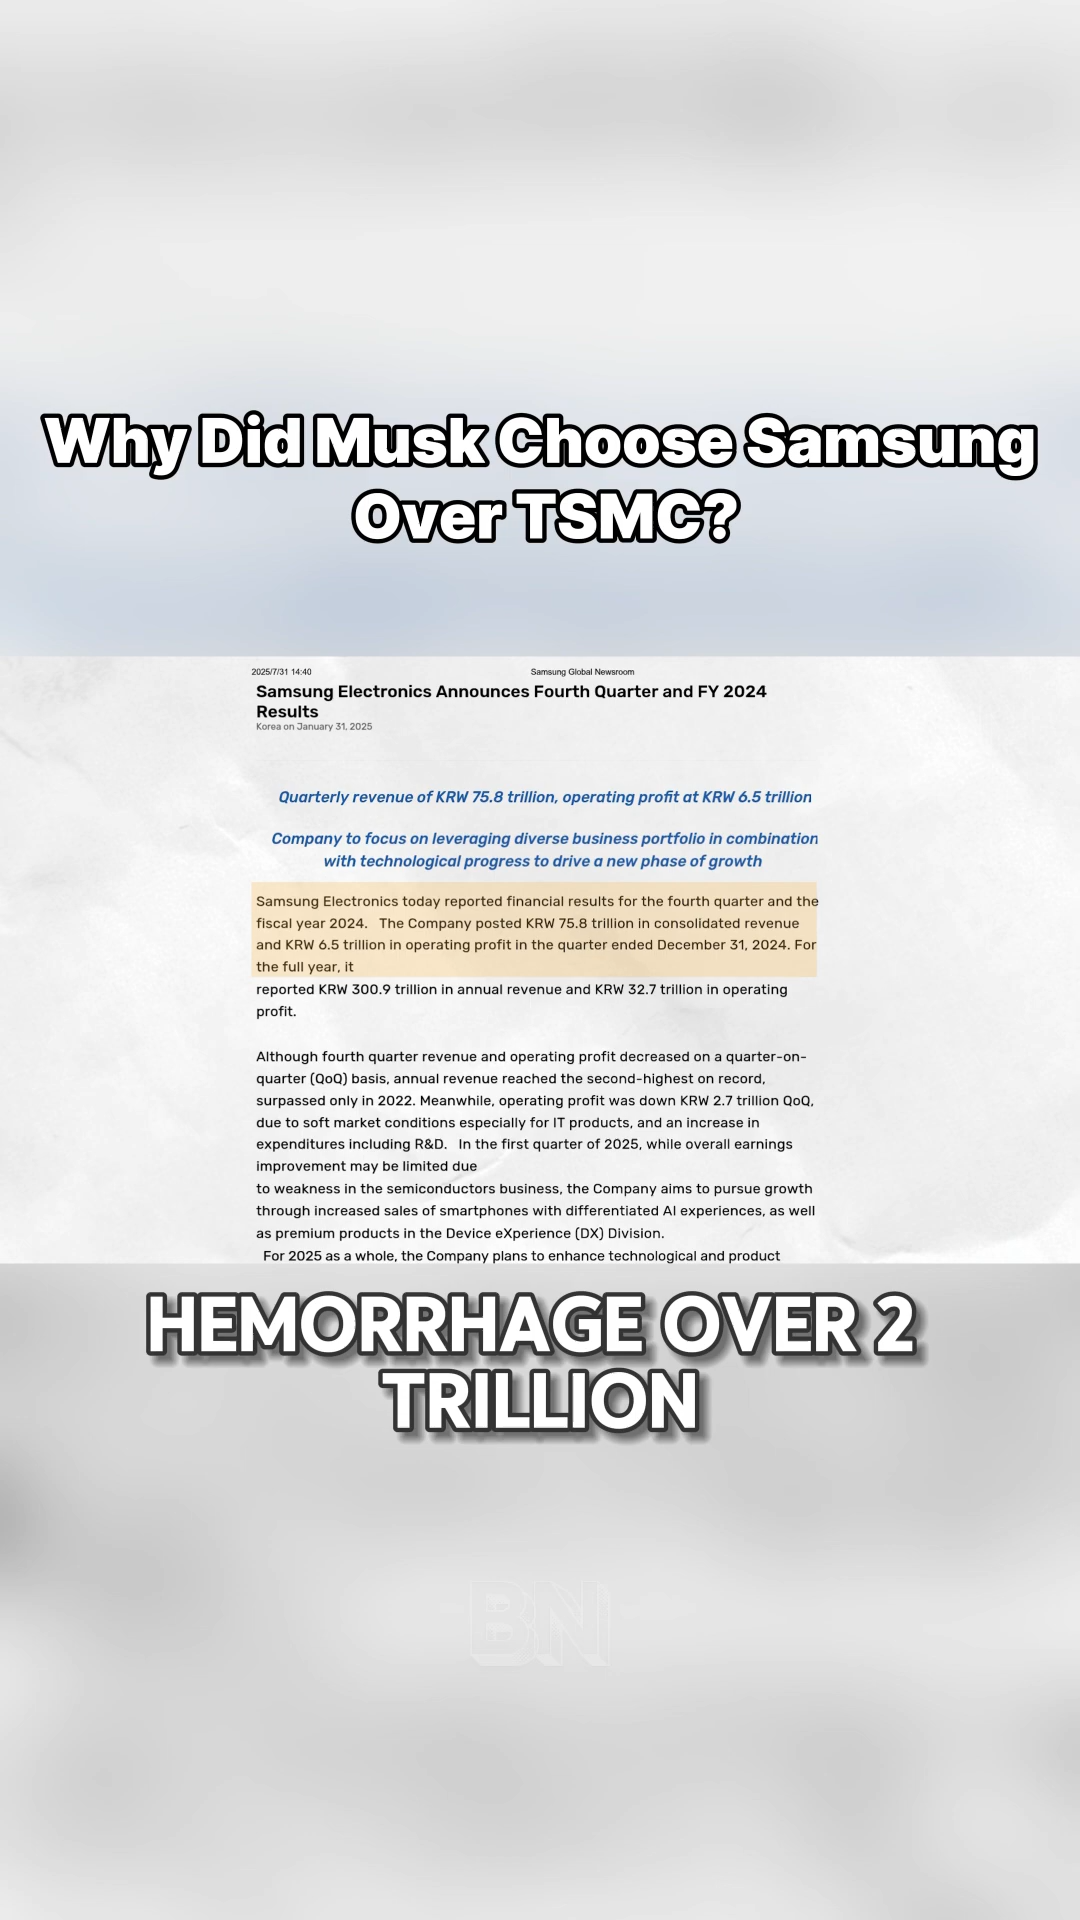 Why Did Musk Choose Samsung
Over TSMC?
2025/7/31 14:40 Samsung Global Newsroom
Samsung Electronics Announces Fourth Quarter and FY 2024
Results
Korea on January 31, 2025
Quarterly revenue of KRW 75.8 trillion, operating profit at KRW 6.5 trillion
Company to focus on leveraging diverse business portfolio in combination
with technological progress to drive a new phase of growth
Samsung Electronics today reported financial results for the fourth quarter and the
fiscal year 2024. The Company posted KRW 75.8 trillion in consolidated revenue
and KRW 6.5 trillion in operating profit in the quarter ended December 31, 2024. For
the full year, it
reported KRW 300.9 trillion in annual revenue and KRW 32.7 trillion in operating
profit.
Although fourth quarter revenue and operating profit decreased on a quarter-on-
quarter (QoQ) basis, annual revenue reached the second-highest on record,
surpassed only in 2022. Meanwhile, operating profit was down KRW 2.7 trillion QoQ,
due to soft market conditions especially for IT products, and an increase in
expenditures including R&D. In the first quarter of 2025, while overall earnings
improvement may be limited due
to weakness in the semiconductors business, the Company aims to pursue growth
through increased sales of smartphones with differentiated AI experiences, as well
as premium products in the Device eXperience (DX) Division.
For 2025 as a whole, the Company plans to enhance technological and product
HEMORRHAGE OVER 2
TRILLION
BN